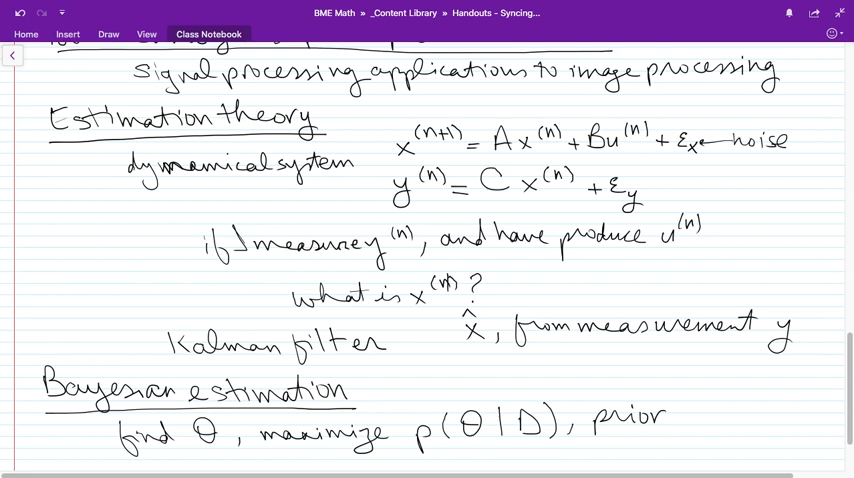 BME Math » _Content Library » Handouts - Syncing...
Home Insert Draw View Class Notebook
signal processing applications to image processing
Estimation theory
dynamical system x^(n+1) = A x^(n) + B u^(n) + ε_x ← noise
y^(n) = C x^(n) + ε_y
if I measure y^(n), and have produce u^(n)
what is x^(n)?
Kalman filter x̂, from measurement y
Bayesian estimation
find θ, maximize p(θ | D), prior